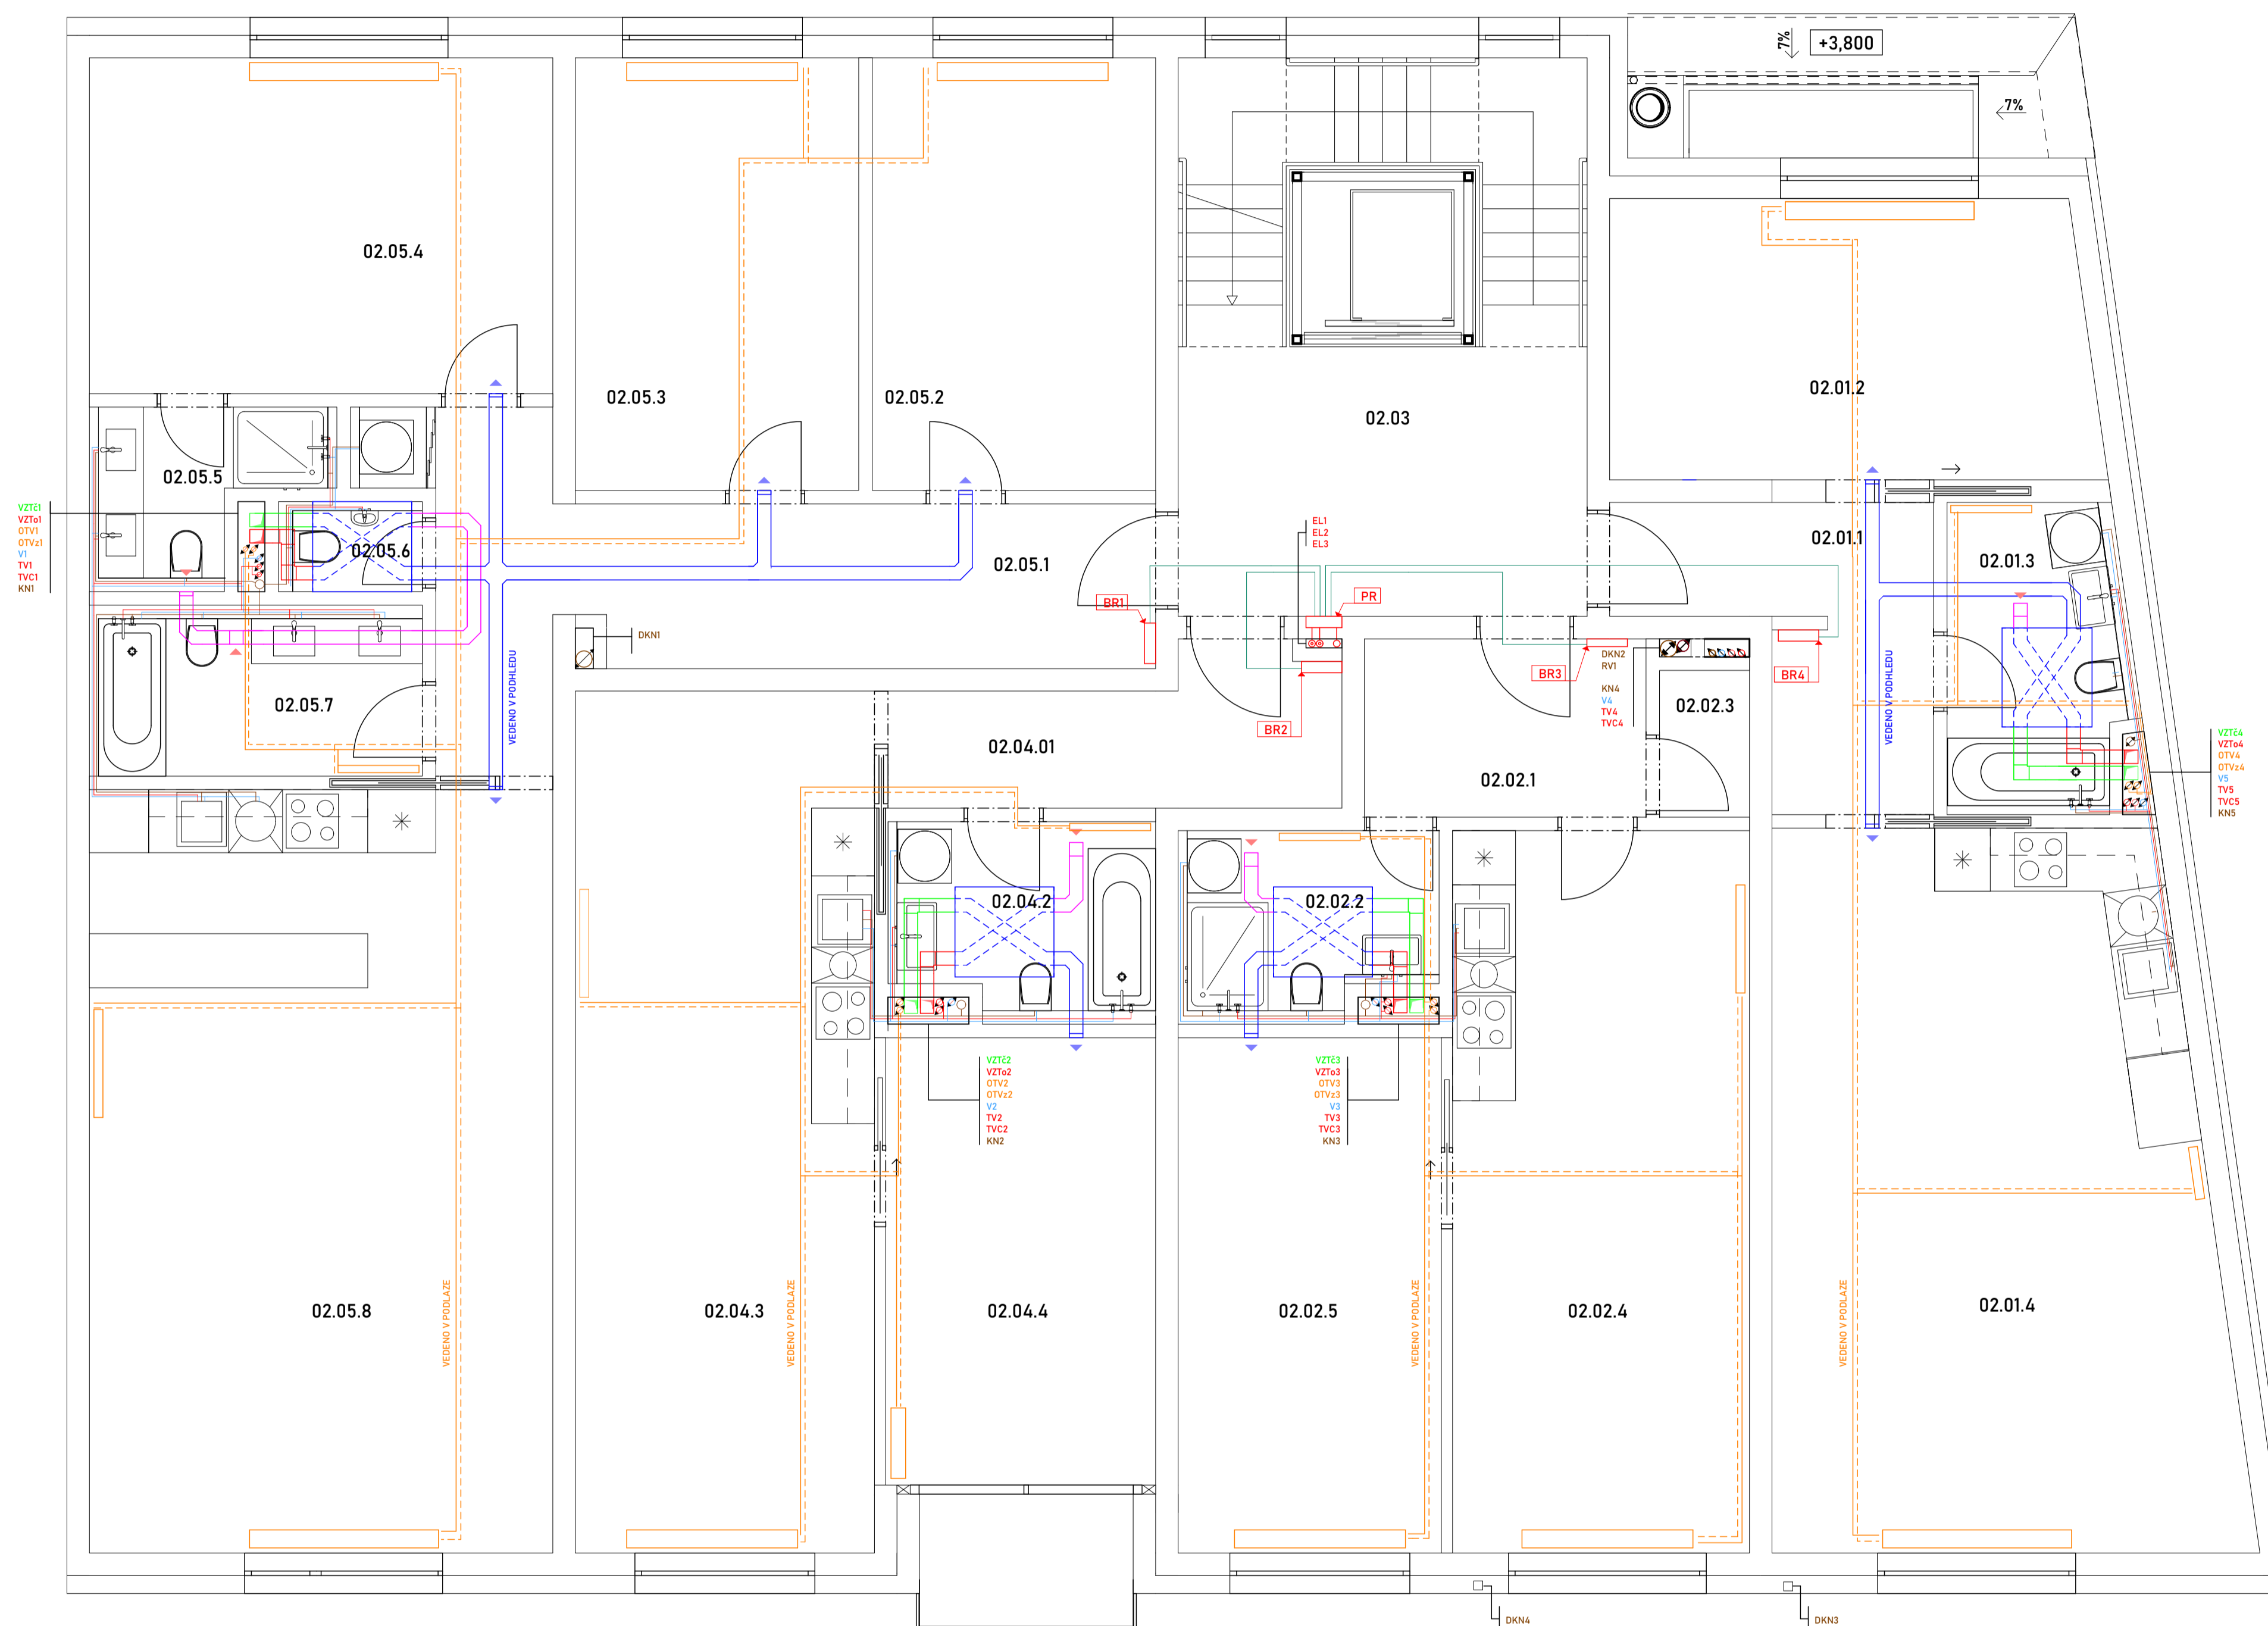 7%
+3,800
7%
02.05.4
02.05.3
02.05.2
02.03
02.01.2
02.05.5
VZTč1
VZTo1
OTV1
OTVz1
V1
TV1
TVC1
KN1
02.05.6
02.05.1
EL1
EL2
EL3
02.01.1
02.01.3
BR1
PR
DKN1
VEDENO V PODHLEDU
BR2
BR3
DKN2
RV1
KN4
V4
TV4
TVC4
BR4
VEDENO V PODHLEDU
02.05.7
02.04.01
02.02.1
02.02.3
VZTč4
VZTo4
OTV4
OTVz4
V5
TV5
TVC5
KN5
02.04.2
02.02.2
VZTč2
VZTo2
OTV2
OTVz2
V2
TV2
TVC2
KN2
VZTč3
VZTo3
OTV3
OTVz3
V3
TV3
TVC3
KN3
02.05.8
VEDENO V PODLAZE
02.04.3
VEDENO V PODLAZE
02.04.4
02.02.5
VEDENO V PODLAZE
02.02.4
VEDENO V PODLAZE
02.01.4
DKN4
DKN3